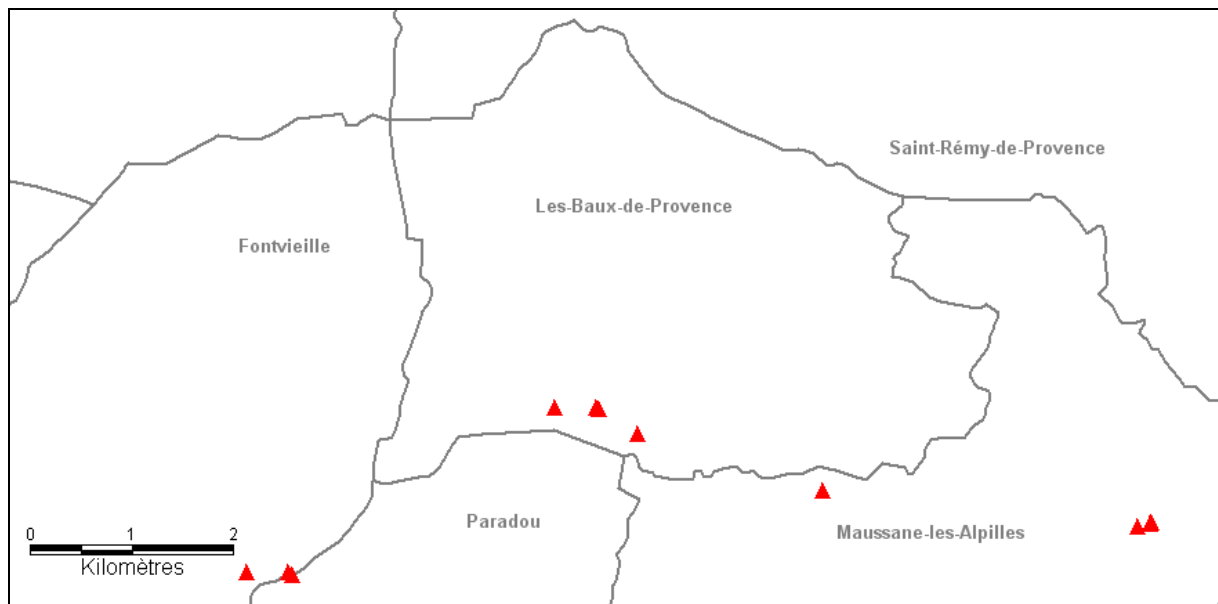 Saint-Rémy-de-Provence
Les-Baux-de-Provence
Fontvieille
Paradou
Maussane-les-Alpilles
0 1 2
Kilomètres